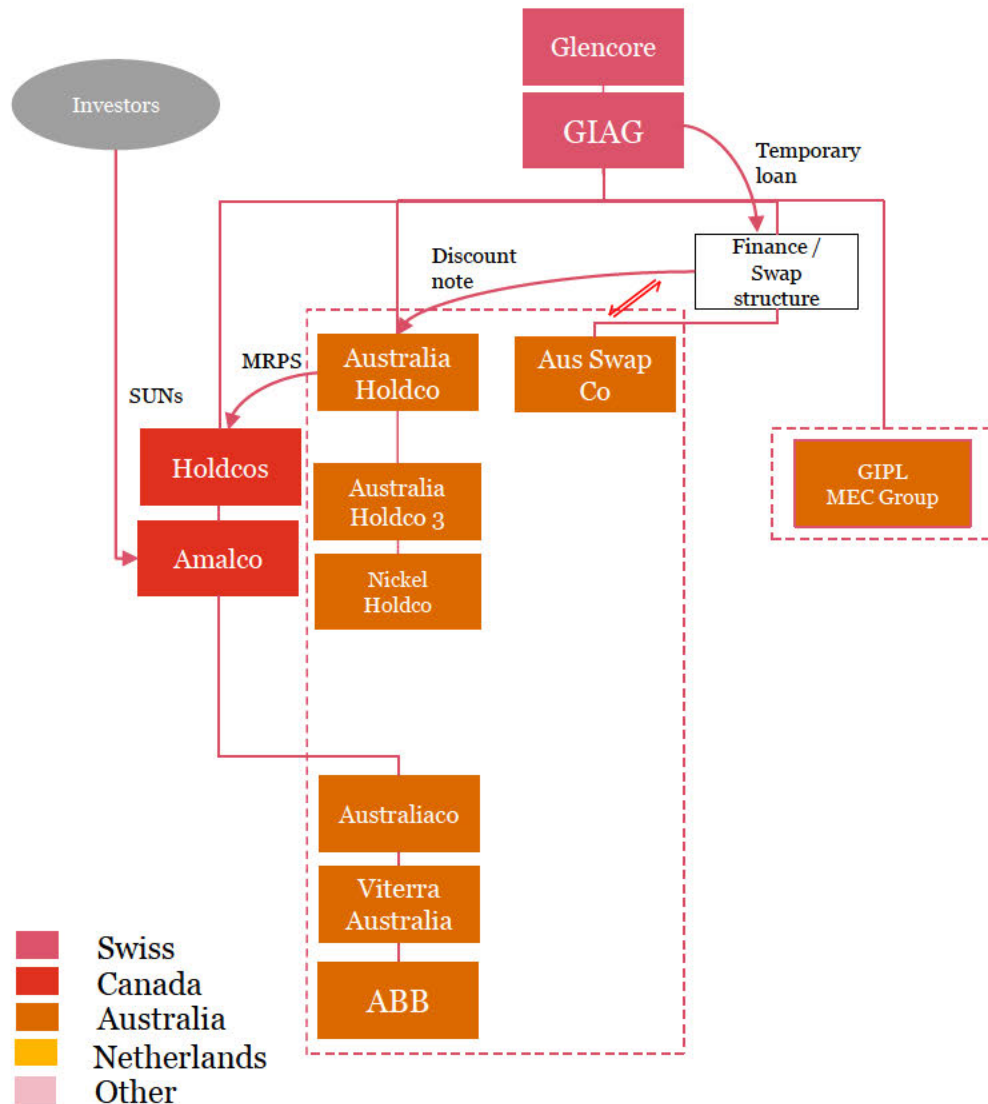 Glencore
Investors
GIAG
Temporary
loan
Finance /
Swap
structure
Discount
note
Australia
Holdco
MRPS
Aus Swap
Co
SUNs
Holdcos
Australia
Holdco 3
GIPL
MEC Group
Amalco
Nickel
Holdco
Australiaco
Viterra
Australia
ABB
Swiss
Canada
Australia
Netherlands
Other